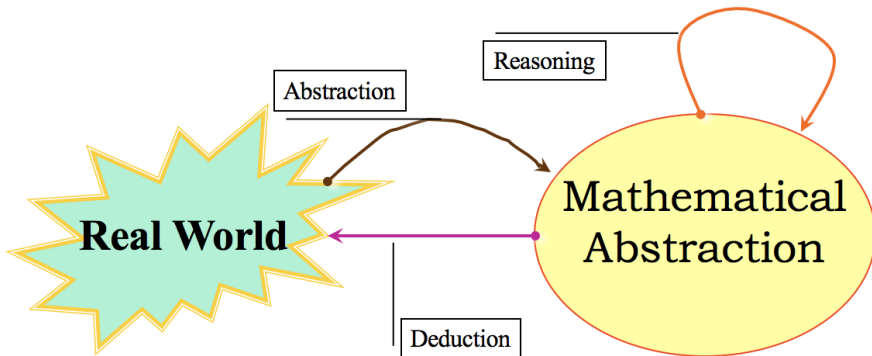 Reasoning
Abstraction
Real World
Mathematical
Abstraction
Deduction